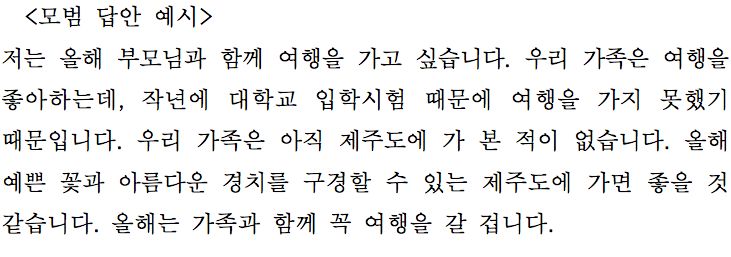 <모범 답안 예시>
저는 올해 부모님과 함께 여행을 가고 싶습니다. 우리 가족은 여행을
좋아하는데, 작년에 대학교 입학시험 때문에 여행을 가지 못했기
때문입니다. 우리 가족은 아직 제주도에 가 본 적이 없습니다. 올해
예쁜 꽃과 아름다운 경치를 구경할 수 있는 제주도에 가면 좋을 것
같습니다. 올해는 가족과 함께 꼭 여행을 갈 겁니다.